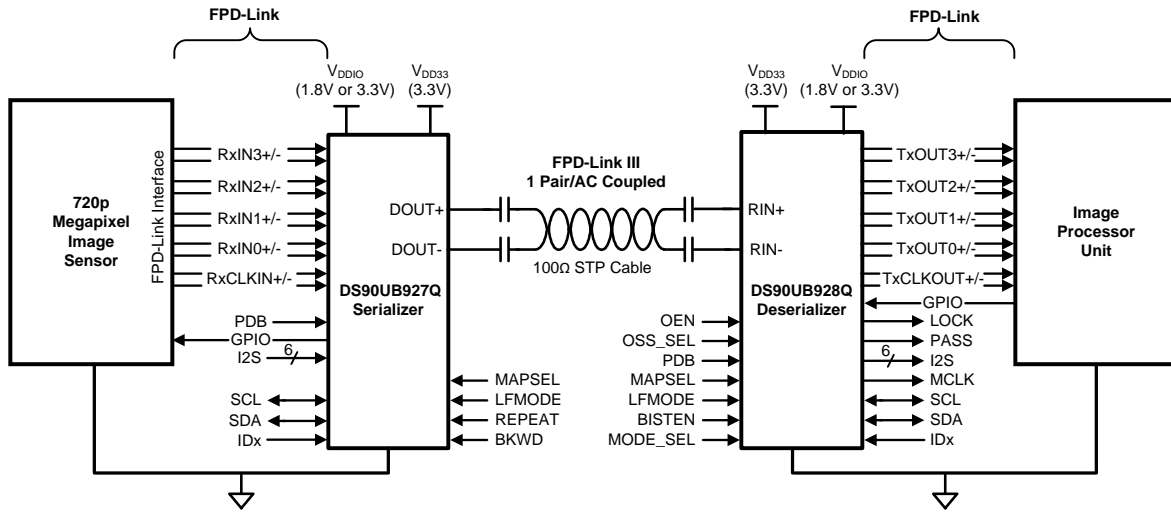 FPD-Link
FPD-Link
VDDIO
(1.8V or 3.3V)
VDD33
(3.3V)
VDD33
(3.3V)
VDDIO
(1.8V or 3.3V)
720p
Megapixel
Image
Sensor
FPD-Link Interface
RxIN3+/-
RxIN2+/-
RxIN1+/-
RxIN0+/-
RxCLKIN+/-
PDB
GPIO
I2S
6
SCL
SDA
IDx
DOUT+
DOUT-
DS90UB927Q
Serializer
MAPSEL
LFMODE
REPEAT
BKWD
FPD-Link III
1 Pair/AC Coupled
100Ω STP Cable
RIN+
RIN-
DS90UB928Q
Deserializer
OEN
OSS_SEL
PDB
MAPSEL
LFMODE
BISTEN
MODE_SEL
TxOUT3+/-
TxOUT2+/-
TxOUT1+/-
TxOUT0+/-
TxCLKOUT+/-
GPIO
LOCK
PASS
6
I2S
MCLK
SCL
SDA
IDx
Image
Processor
Unit